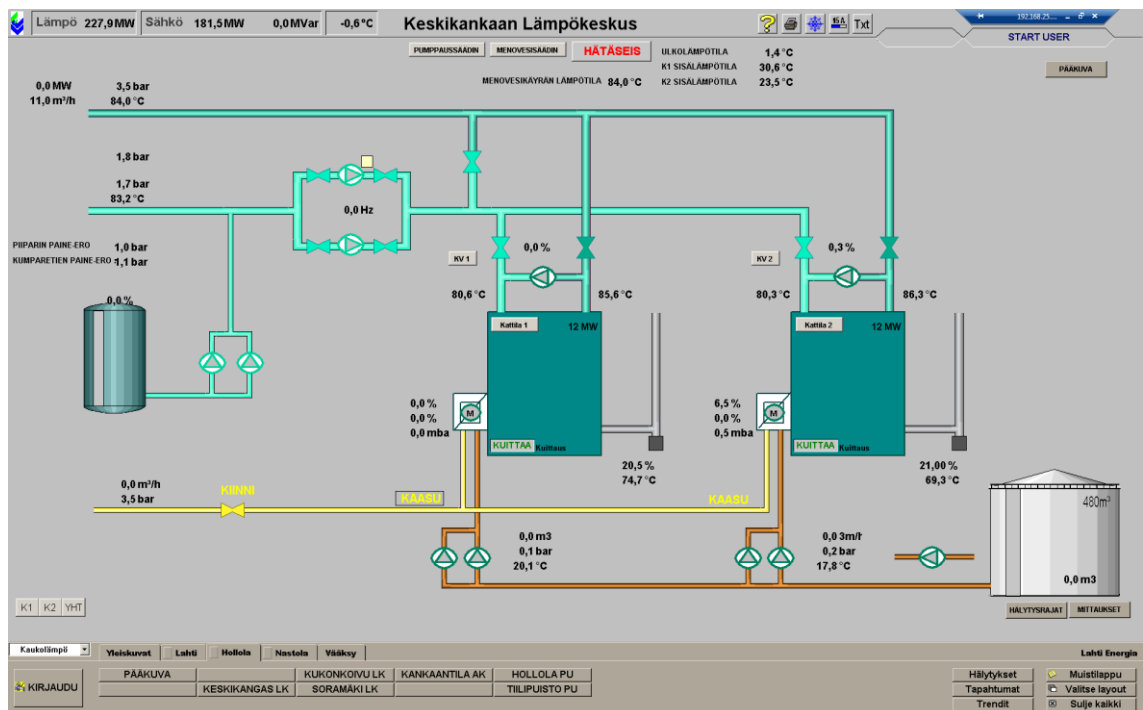 Lämpö 227,9MW Sähkö 181,5MW 0,0MVar -0,6°C Keskikankaan Lämpökeskus 15 A Txt
START USER
PUMPPAUSSÄÄDIN MENOVESISÄÄDIN HÄTÄSEIS
ULKOLÄMPÖTILA 1,4°C
K1 SISÄLÄMPÖTILA 30,6°C
MENOVESIKÄYRÄN LÄMPÖTILA 84,0°C K2 SISÄLÄMPÖTILA 23,5°C
PÄÄKUVA
0,0MW 3,5 bar
11,0m³/h 84,0°C
1,8 bar
1,7 bar
83,2°C
0,0 Hz
PIIPARIN PAINE-ERO 1,0 bar
KUMPARETIEN PAINE-ERO 1,1 bar
KV 1 0,0 % KV 2 0,3 %
0,0 %
80,6°C 85,6°C 80,3°C 86,3°C
Kattila 1 12 MW Kattila 2 12 MW
0,0 % M 6,5 % M
0,0 % 0,0 %
0,0 mba 0,5 mba
KUITTAA Kuittaus KUITTAA Kuittaus
20,5 % 21,00 %
74,7°C 69,3°C
0,0 m³/h KIINNI KAASU KAASU
3,5 bar
480m³
0,0 m3 0,0 3m/h
0,1 bar 0,2 bar
20,1°C 17,8°C
0,0 m3
K1 K2 YHT
HÄLYTYSRAJAT MITTAUKSET
Kaukolämpö Yleiskuvat Lahti Hollola Nastola Vääksy Lahti Energia
KIRJAUDU
PÄÄKUVA KUKONKOIVU LK KANKAANTILA AK HOLLOLA PU
KESKIKANGAS LK SORAMÄKI LK TIILIPUISTO PU
Hälytykset Muistilappu
Tapahtumat Valitse layout
Trendit Sulje kaikki